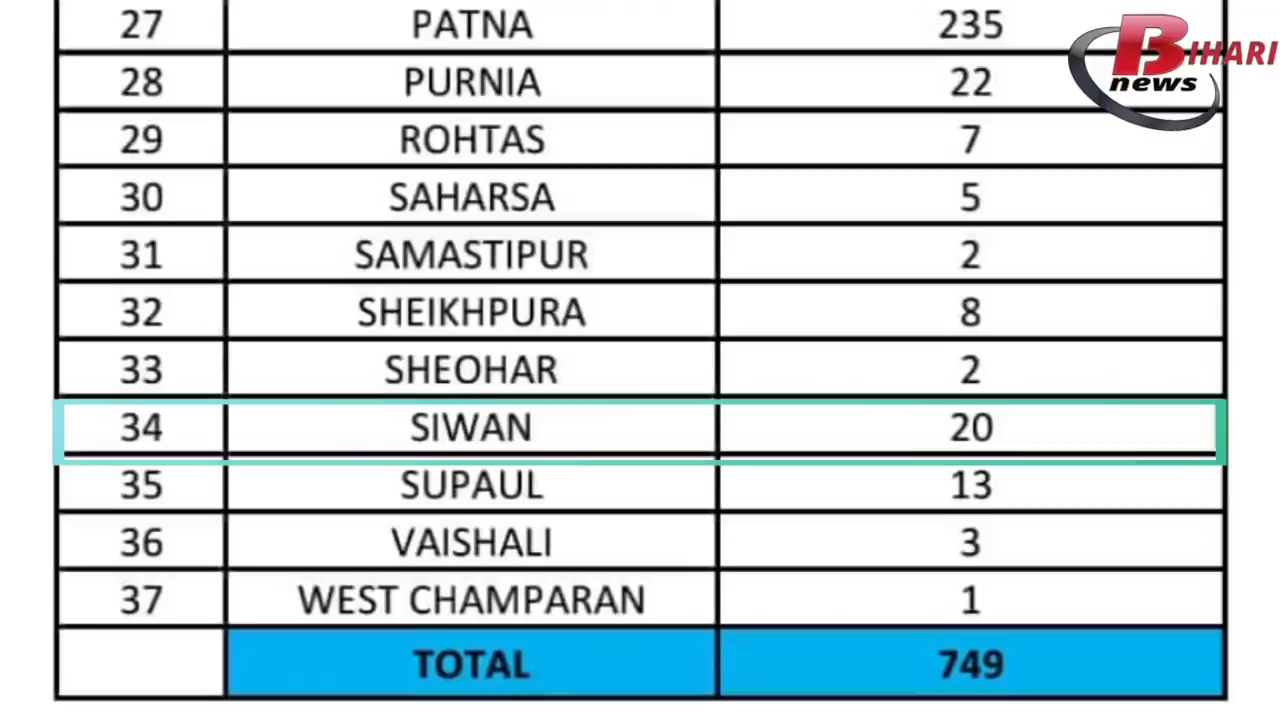 27 PATNA 235
28 PURNIA 22
29 ROHTAS 7
30 SAHARSA 5
31 SAMASTIPUR 2
32 SHEIKHPURA 8
33 SHEOHAR 2
34 SIWAN 20
35 SUPAUL 13
36 VAISHALI 3
37 WEST CHAMPARAN 1
TOTAL 749
BIHARI
news